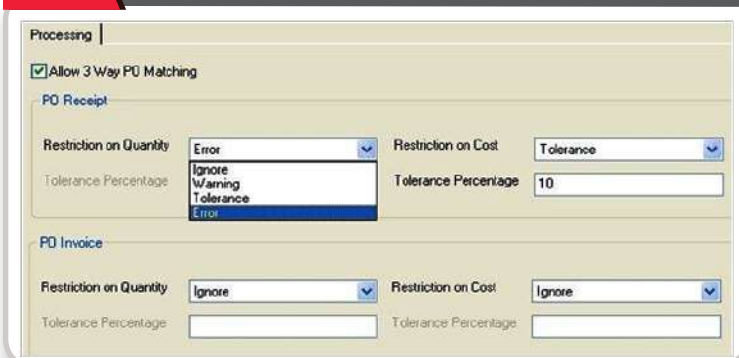 Processing
Allow 3 Way PO Matching
PO Receipt
Restriction on Quantity Error Restriction on Cost Tolerance
Ignore
Warning
Tolerance
Error
Tolerance Percentage Tolerance Percentage 10
PO Invoice
Restriction on Quantity Ignore Restriction on Cost Ignore
Tolerance Percentage Tolerance Percentage